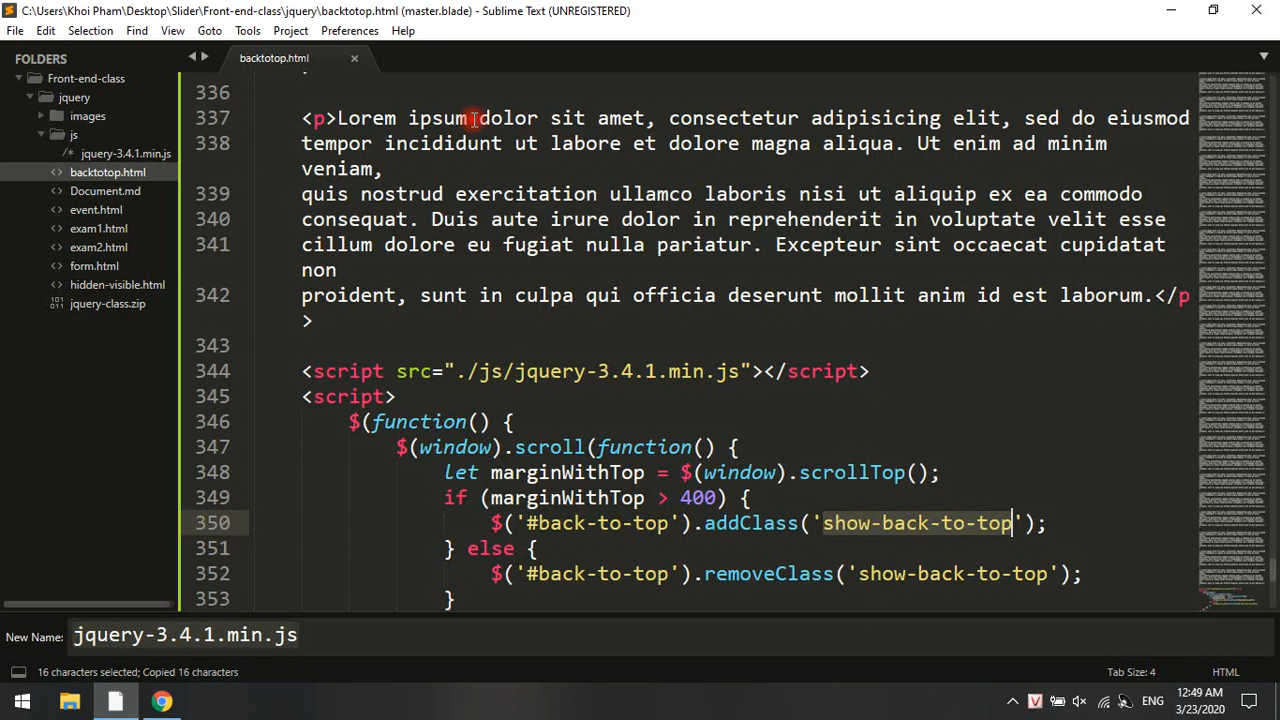 C:\Users\Khoi Pham\Desktop\Slider\Front-end-class\jquery\backtotop.html (master.blade) - Sublime Text (UNREGISTERED)
File Edit Selection Find View Goto Tools Project Preferences Help
FOLDERS
Front-end-class
jquery
images
js
/* jquery-3.4.1.min.js
<> backtotop.html
<> Document.md
<> event.html
<> exam1.html
<> exam2.html
<> form.html
<> hidden-visible.html
jquery-class.zip
backtotop.html
336
337 <p>Lorem ipsum dolor sit amet, consectetur adipisicing elit, sed do eiusmod
338 tempor incididunt ut labore et dolore magna aliqua. Ut enim ad minim
veniam,
339 quis nostrud exercitation ullamco laboris nisi ut aliquip ex ea commodo
340 consequat. Duis aute irure dolor in reprehenderit in voluptate velit esse
341 cillum dolore eu fugiat nulla pariatur. Excepteur sint occaecat cupidatat
non
342 proident, sunt in culpa qui officia deserunt mollit anim id est laborum.</p
>
343
344 <script src="./js/jquery-3.4.1.min.js"></script>
345 <script>
346 $(function() {
347 $(window).scroll(function() {
348 let marginWithTop = $(window).scrollTop();
349 if (marginWithTop > 400) {
350 $('#back-to-top').addClass('show-back-to-top');
351 } else {
352 $('#back-to-top').removeClass('show-back-to-top');
353 }
New Name: jquery-3.4.1.min.js
16 characters selected; Copied 16 characters
Tab Size: 4
HTML
ENG
12:49 AM
3/23/2020